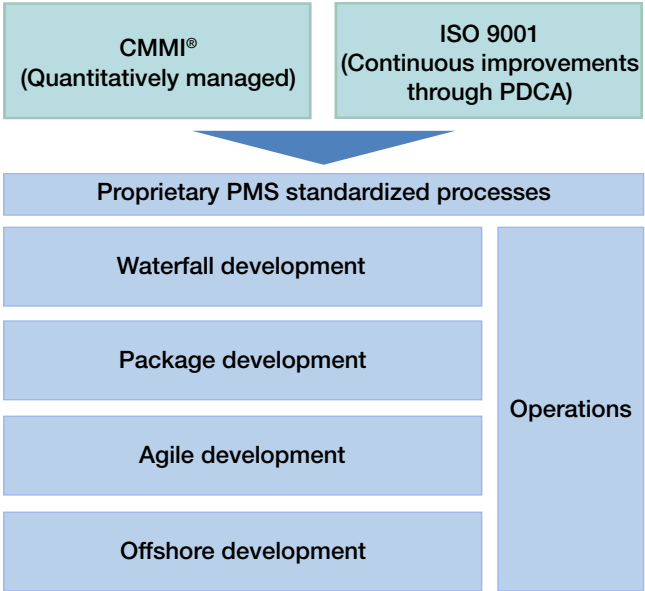 CMMI®
(Quantitatively managed)
ISO 9001
(Continuous improvements
through PDCA)
Proprietary PMS standardized processes
Waterfall development
Package development
Agile development
Offshore development
Operations